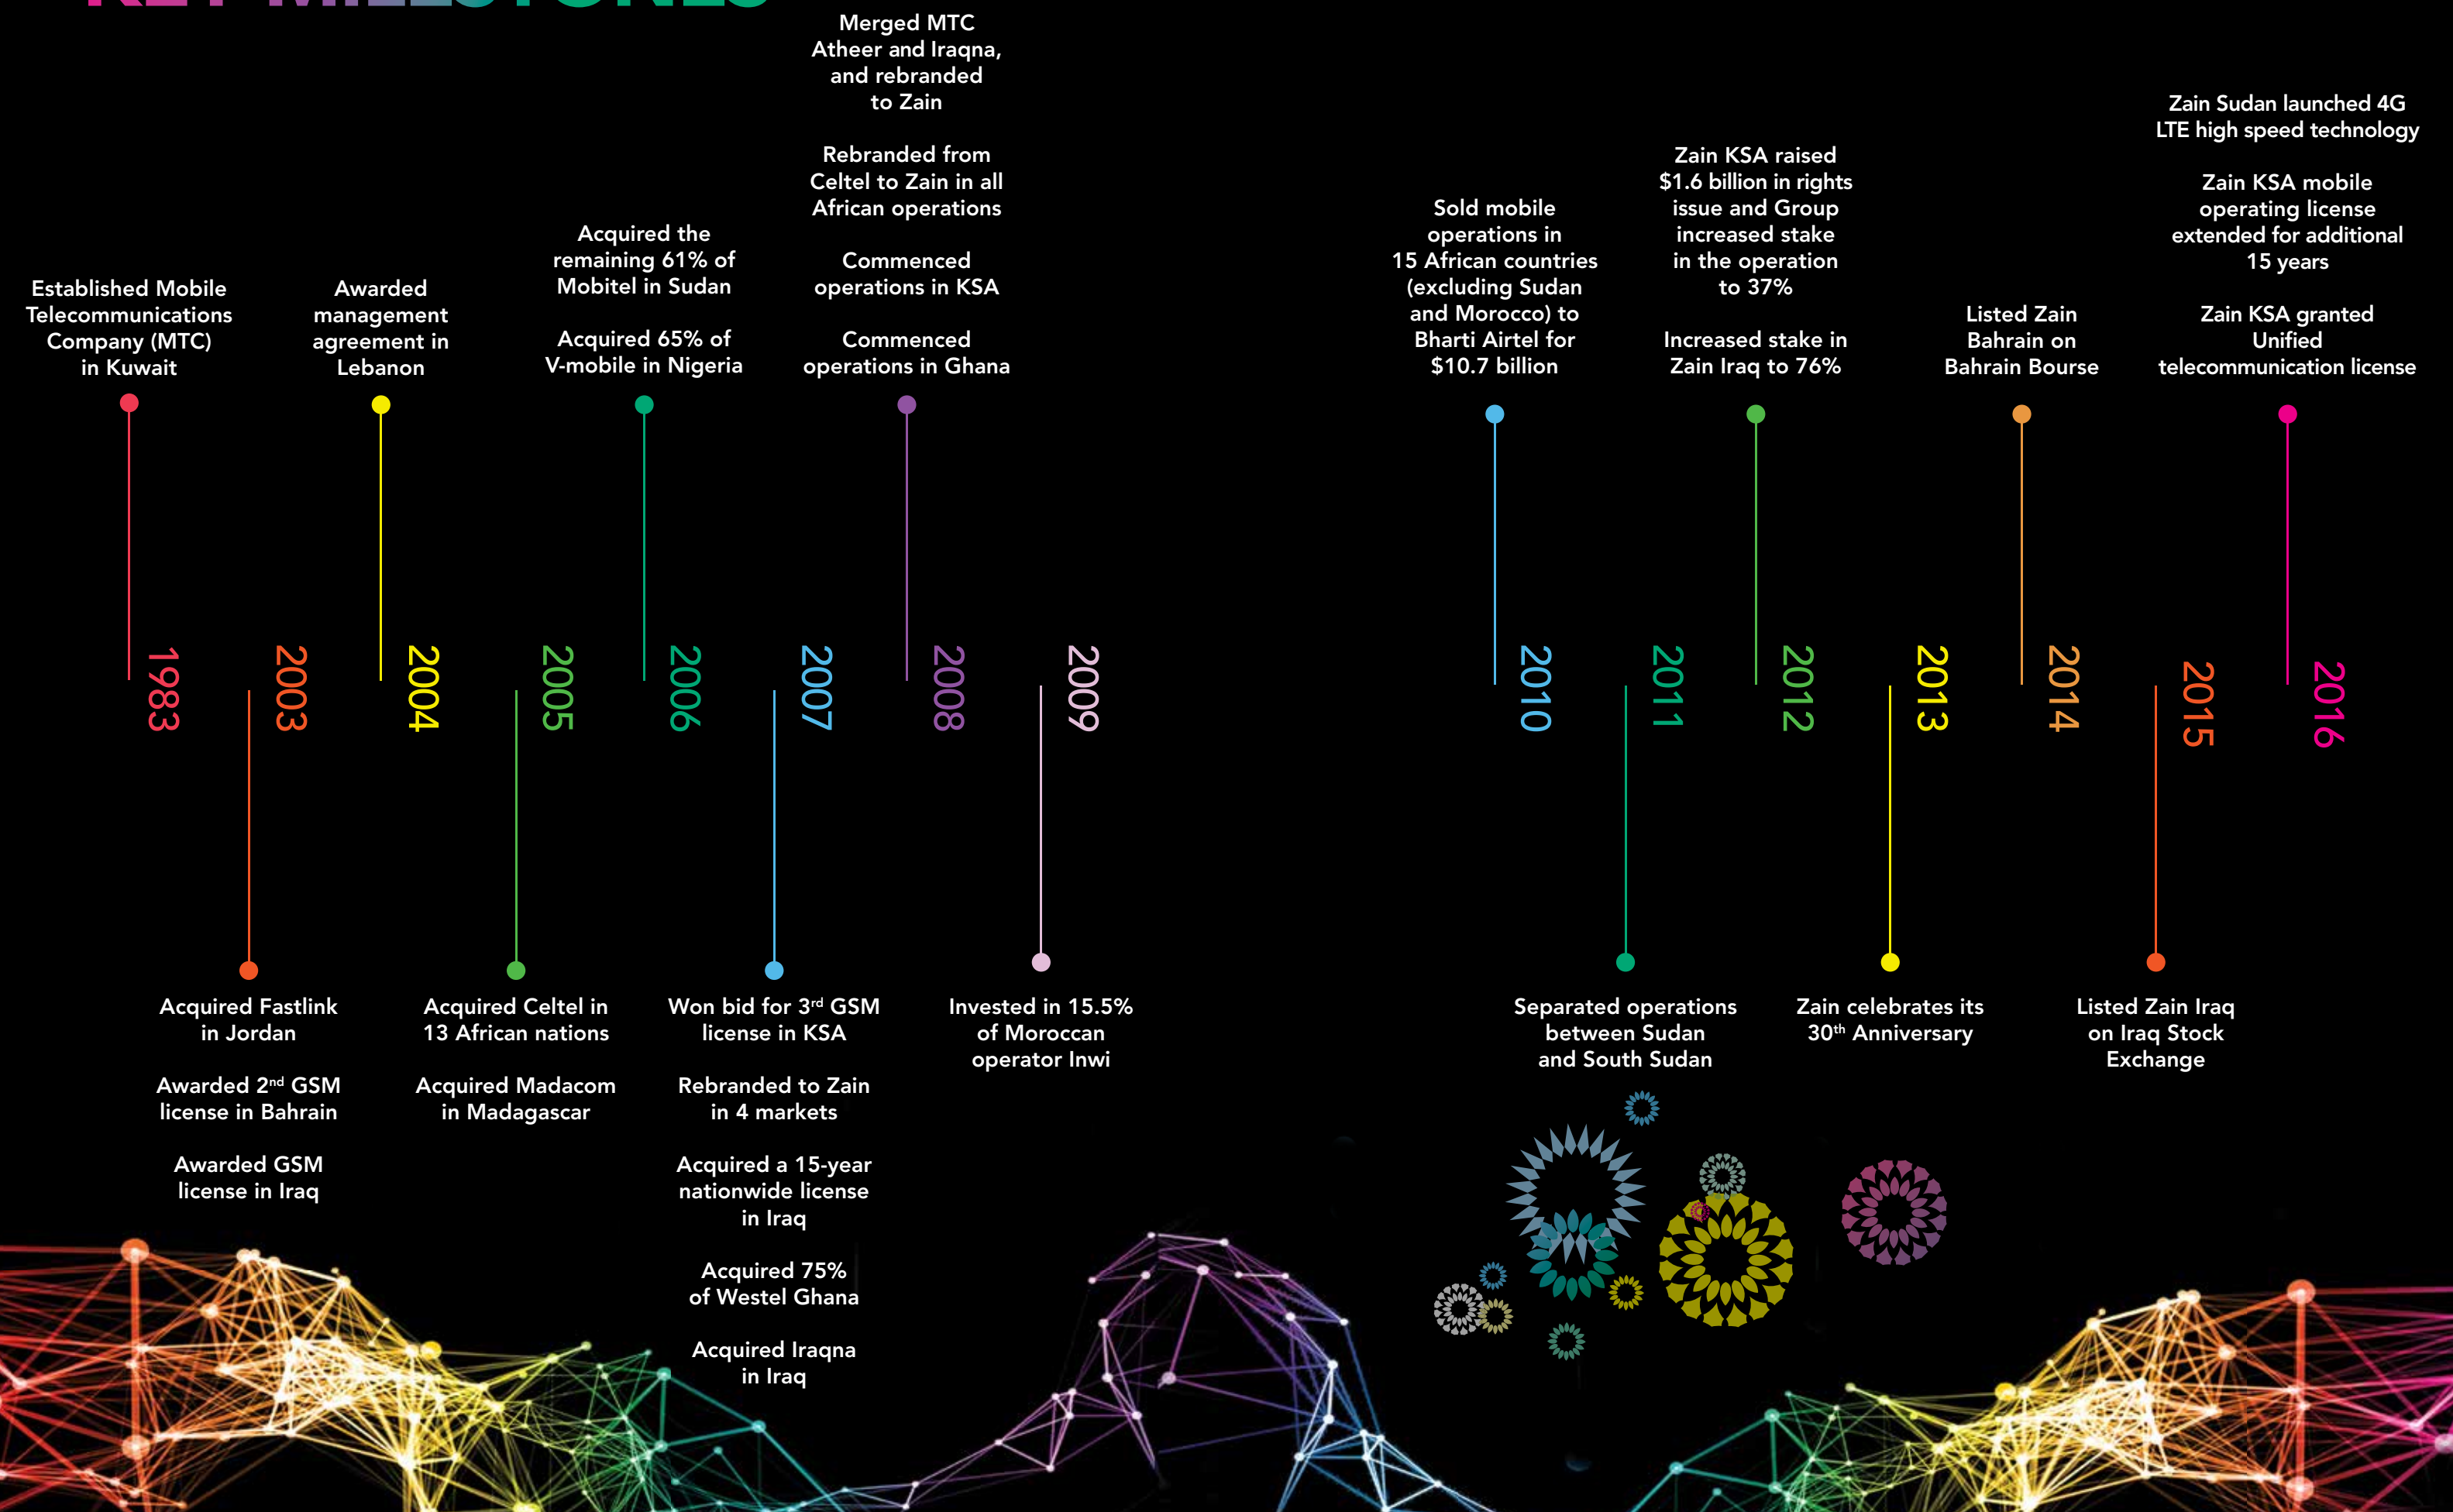 KEY MILESTONES
Established Mobile
Telecommunications
Company (MTC)
in Kuwait
1983
Acquired Fastlink
in Jordan
Awarded 2nd GSM
license in Bahrain
Awarded GSM
license in Iraq
2003
Awarded
management
agreement in
Lebanon
2004
Acquired Celtel in
13 African nations
Acquired Madacom
in Madagascar
2005
Acquired the
remaining 61% of
Mobitel in Sudan
Acquired 65% of
V-mobile in Nigeria
2006
Won bid for 3rd GSM
license in KSA
Rebranded to Zain
in 4 markets
Acquired a 15-year
nationwide license
in Iraq
Acquired 75%
of Westel Ghana
Acquired Iraqna
in Iraq
2007
Merged MTC
Atheer and Iraqna,
and rebranded
to Zain
Rebranded from
Celtel to Zain in all
African operations
Commenced
operations in KSA
Commenced
operations in Ghana
2008
Invested in 15.5%
of Moroccan
operator Inwi
2009
Sold mobile
operations in
15 African countries
(excluding Sudan
and Morocco) to
Bharti Airtel for
$10.7 billion
2010
Separated operations
between Sudan
and South Sudan
2011
Zain KSA raised
$1.6 billion in rights
issue and Group
increased stake
in the operation
to 37%
Increased stake in
Zain Iraq to 76%
2012
Zain celebrates its
30th Anniversary
2013
Listed Zain
Bahrain on
Bahrain Bourse
2014
Listed Zain Iraq
on Iraq Stock
Exchange
2015
Zain Sudan launched 4G
LTE high speed technology
Zain KSA mobile
operating license
extended for additional
15 years
Zain KSA granted
Unified
telecommunication license
2016